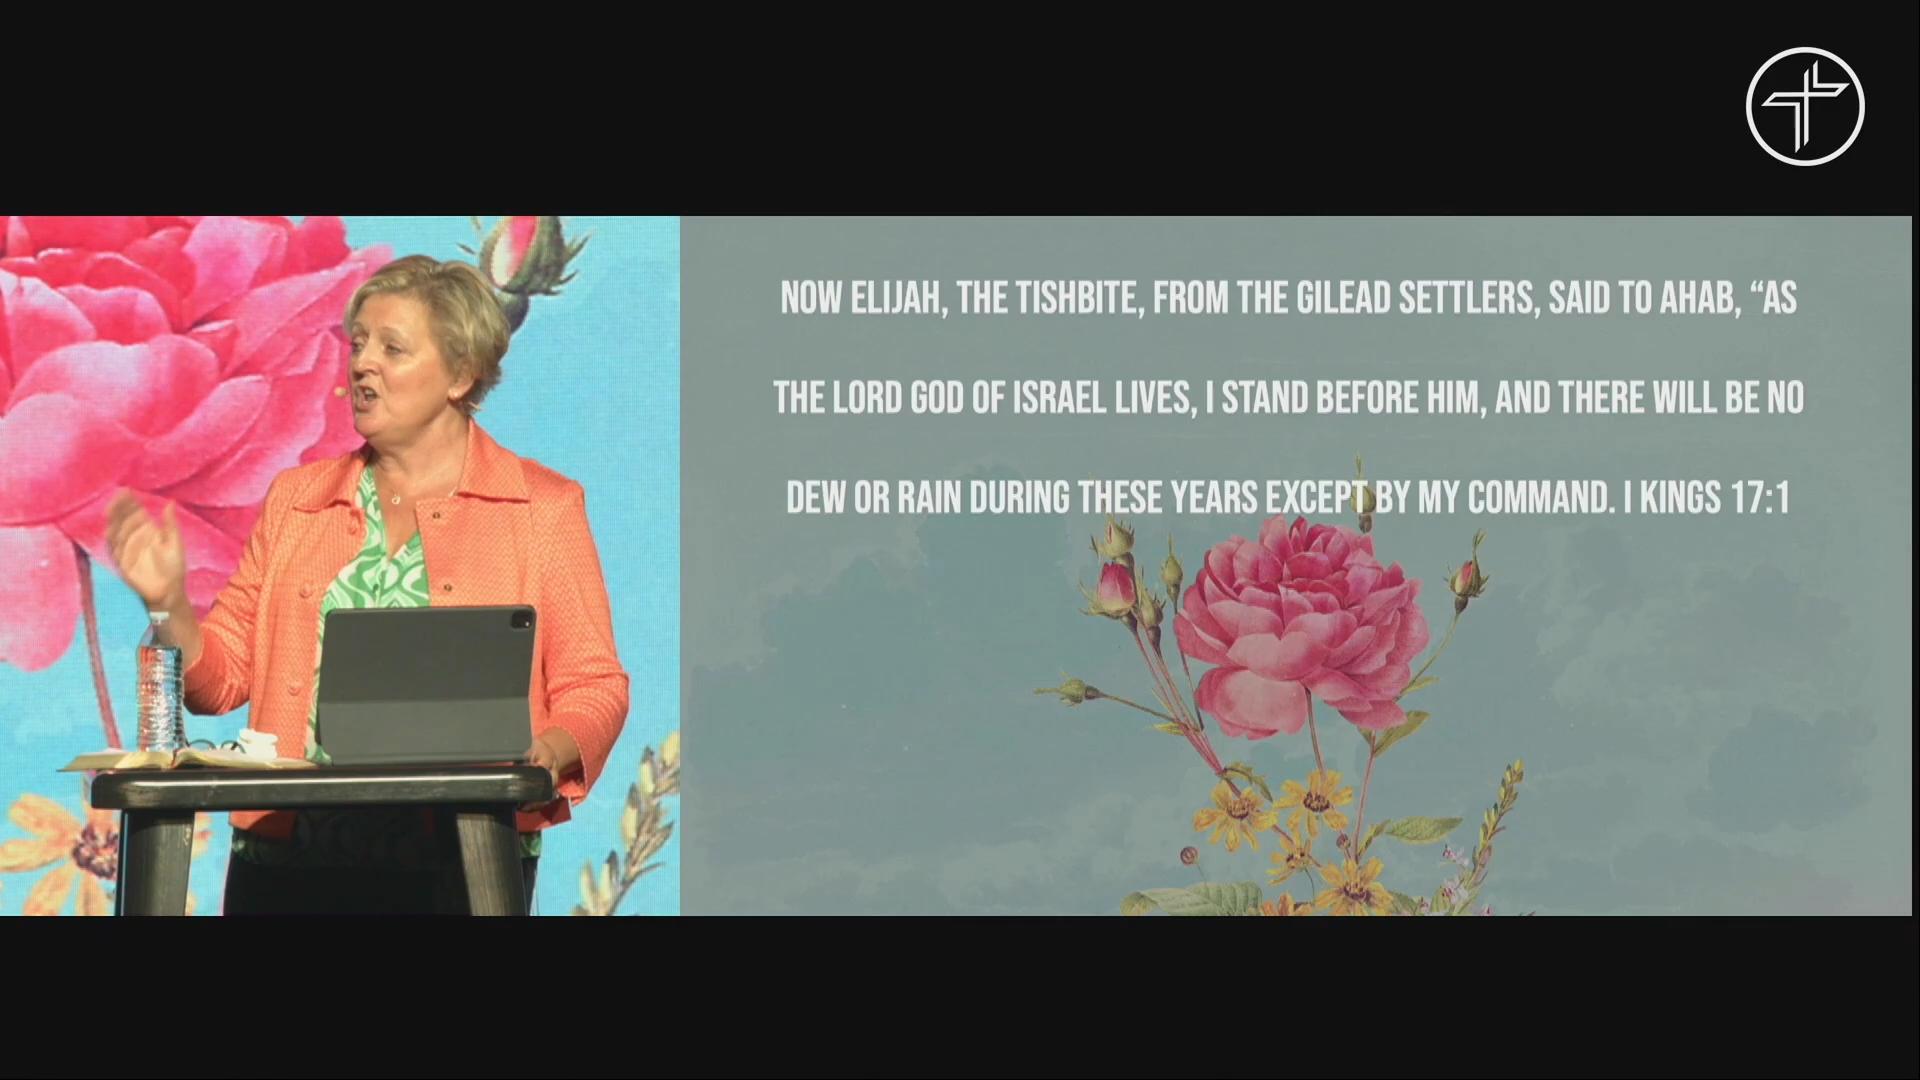 NOW ELIJAH, THE TISHBITE, FROM THE GILEAD SETTLERS, SAID TO AHAB, “AS
THE LORD GOD OF ISRAEL LIVES, I STAND BEFORE HIM, AND THERE WILL BE NO
DEW OR RAIN DURING THESE YEARS EXCEPT BY MY COMMAND. I KINGS 17:1